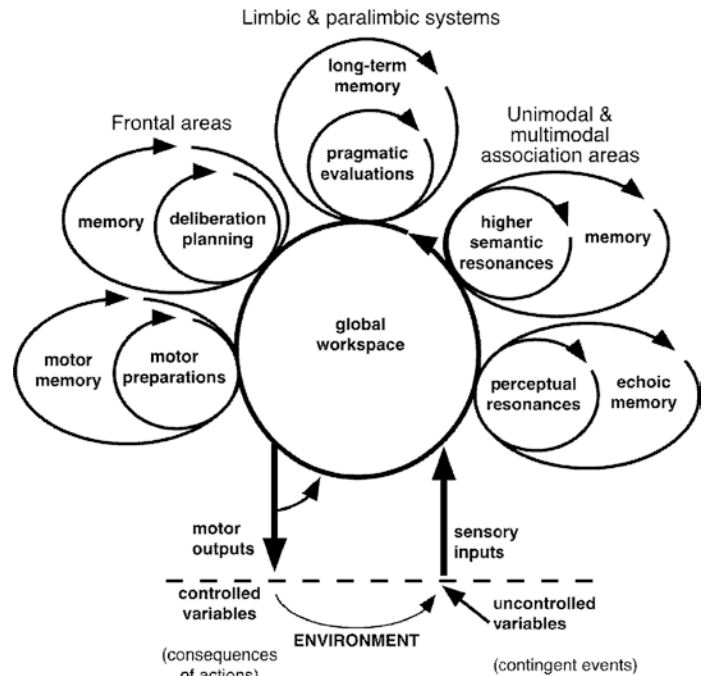 Limbic & paralimbic systems
long-term
memory
pragmatic
evaluations
Frontal areas
memory
deliberation
planning
Unimodal &
multimodal
association areas
higher
semantic
resonances
memory
motor
memory
motor
preparations
global
workspace
perceptual
resonances
echoic
memory
motor
outputs
sensory
inputs
controlled
variables
ENVIRONMENT
uncontrolled
variables
(consequences
of actions)
(contingent events)